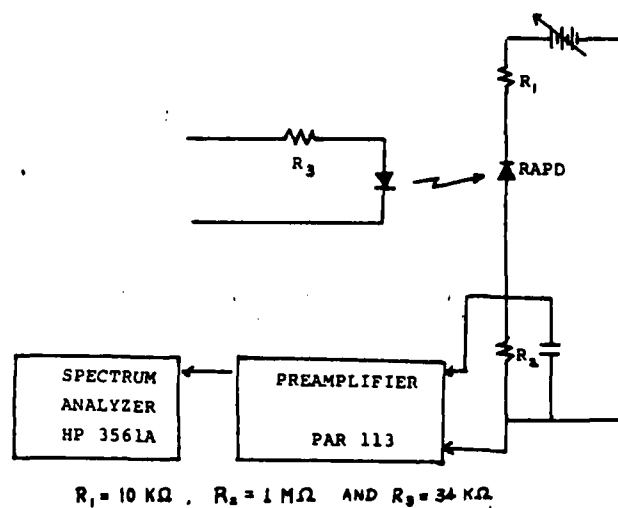 R₁
R₃
RAPD
R₂
SPECTRUM
ANALYZER
HP 3561A
PREAMPLIFIER
PAR 113
R₁ = 10 KΩ , R₂ = 1 MΩ AND R₃ = 34 KΩ